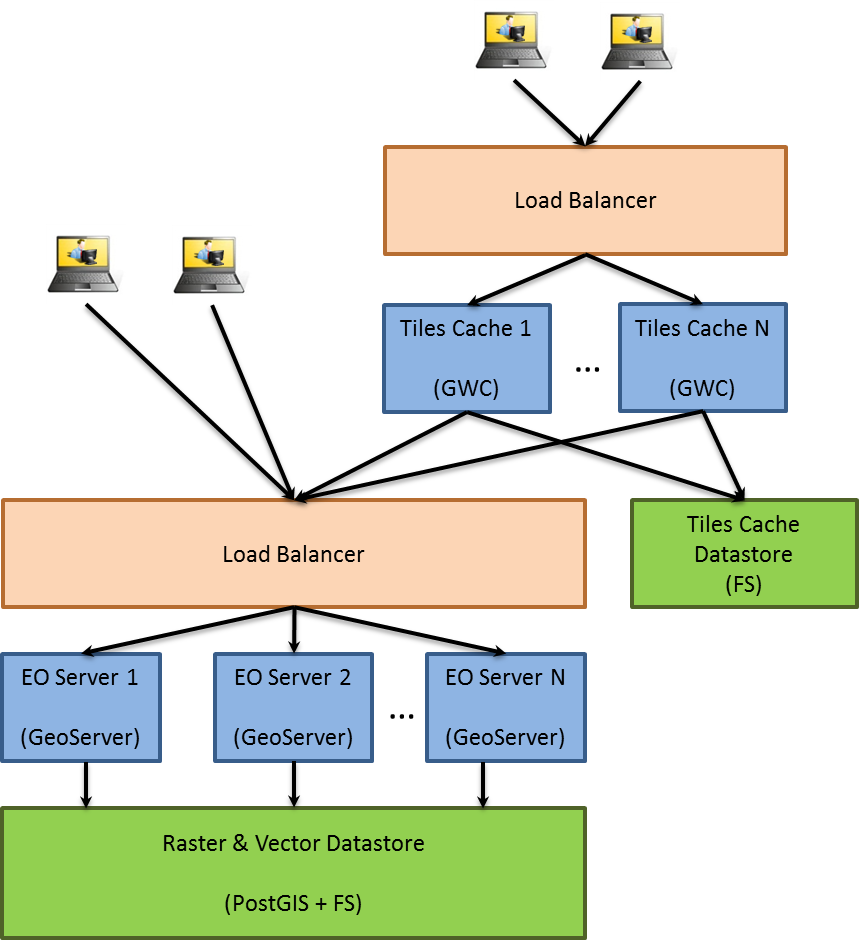 Load Balancer
Tiles Cache 1
(GWC)
...
Tiles Cache N
(GWC)
Load Balancer
Tiles Cache
Datastore
(FS)
EO Server 1
(GeoServer)
EO Server 2
(GeoServer)
...
EO Server N
(GeoServer)
Raster & Vector Datastore
(PostGIS + FS)